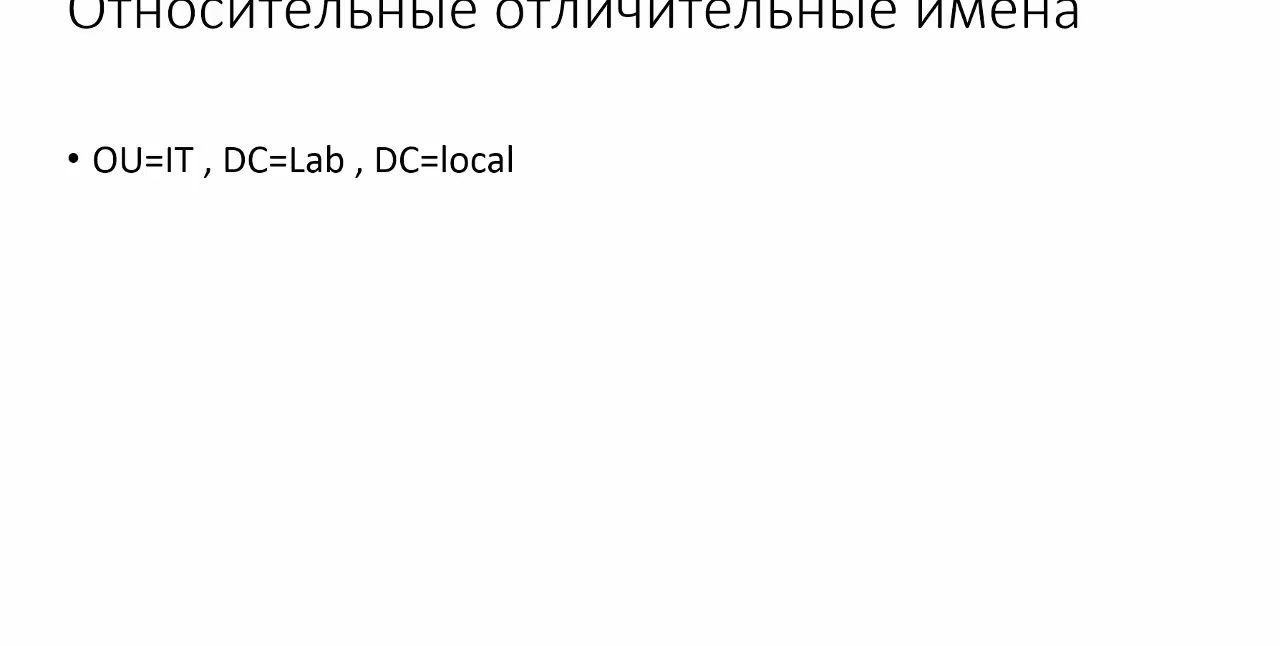 Относительные отличительные имена
• OU=IT , DC=Lab , DC=local